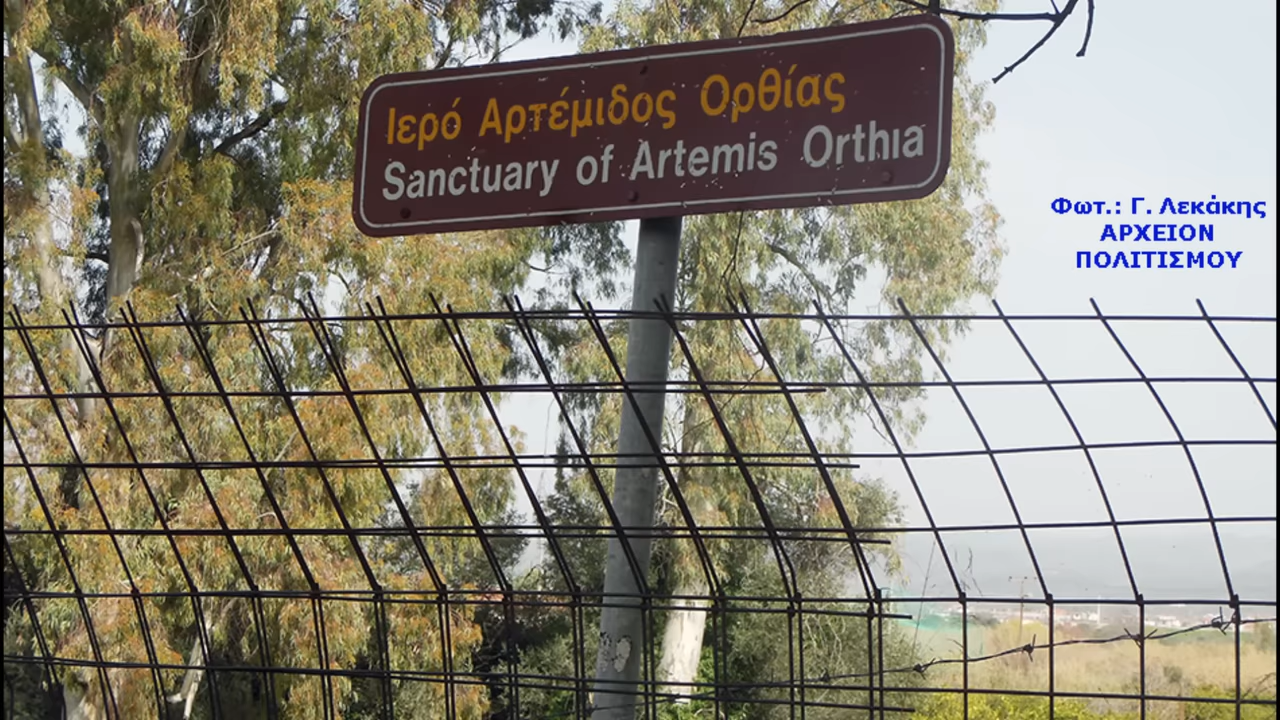 Ιερό Αρτέμιδος Ορθίας
Sanctuary of Artemis Orthia
Φωτ.: Γ. Λεκάκης
ΑΡΧΕΙΟΝ
ΠΟΛΙΤΙΣΜΟΥ